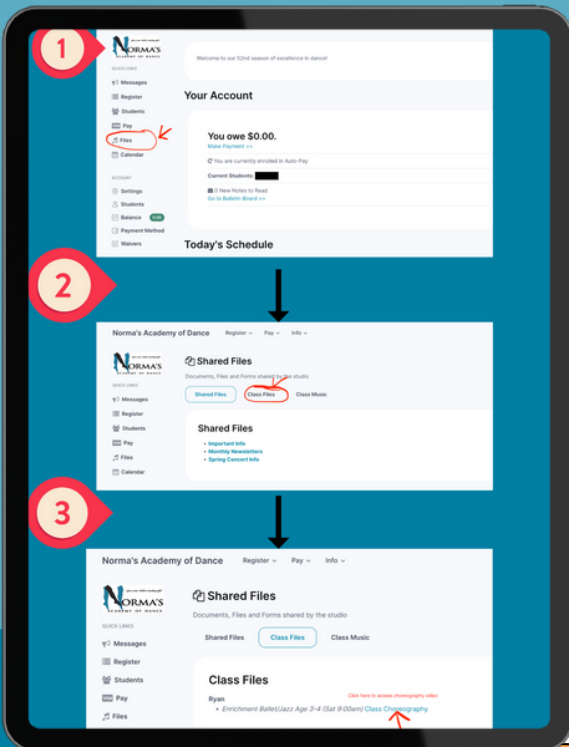 1
NORMA'S
ACADEMY OF DANCE
QUICK LINKS
Messages
Register
Students
Pay
Files
Calendar
ACCOUNT
Settings
Students
Balance 0.00
Payment Method
Waivers
Welcome to our 52nd season of excellence in dance!
Your Account
You owe $0.00.
Make Payment >>
You are currently enrolled in Auto-Pay
Current Students:
0 New Notes to Read
Go to Bulletin Board >>
Today's Schedule
2
Norma's Academy of Dance Register Pay Info
NORMA'S
ACADEMY OF DANCE
QUICK LINKS
Messages
Register
Students
Pay
Files
Calendar
Shared Files
Documents, Files and Forms shared by the studio
Shared Files Class Files Class Music
Shared Files
• Important Info
• Monthly Newsletters
• Spring Concert Info
3
Norma's Academy of Dance Register Pay Info
NORMA'S
ACADEMY OF DANCE
QUICK LINKS
Messages
Register
Students
Pay
Files
Shared Files
Documents, Files and Forms shared by the studio
Shared Files Class Files Class Music
Class Files
Click here to access choreography video
Ryan
• Enrichment Ballet/Jazz Age 3-4 (Sat 9:00am) Class Choreography